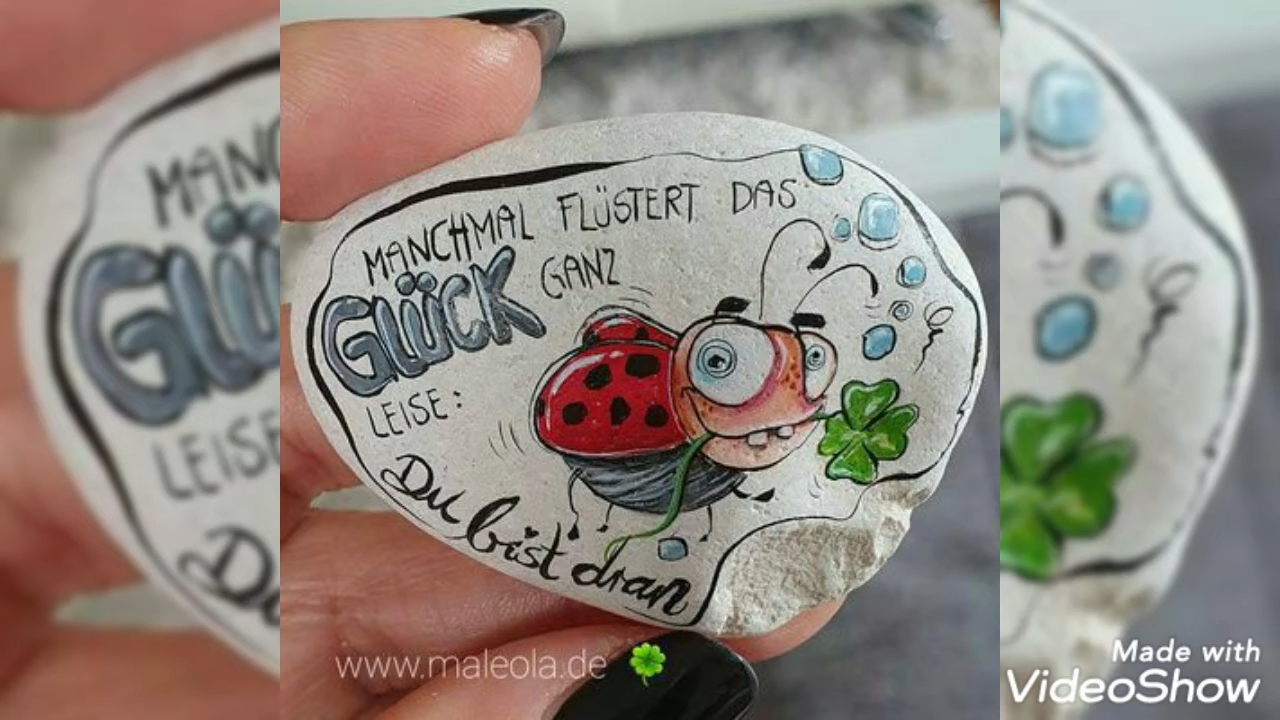 MANCHMAL FLÜSTERT DAS
GLÜCK GANZ
LEISE:
Du bist dran
www.maleola.de
Made with
VideoShow